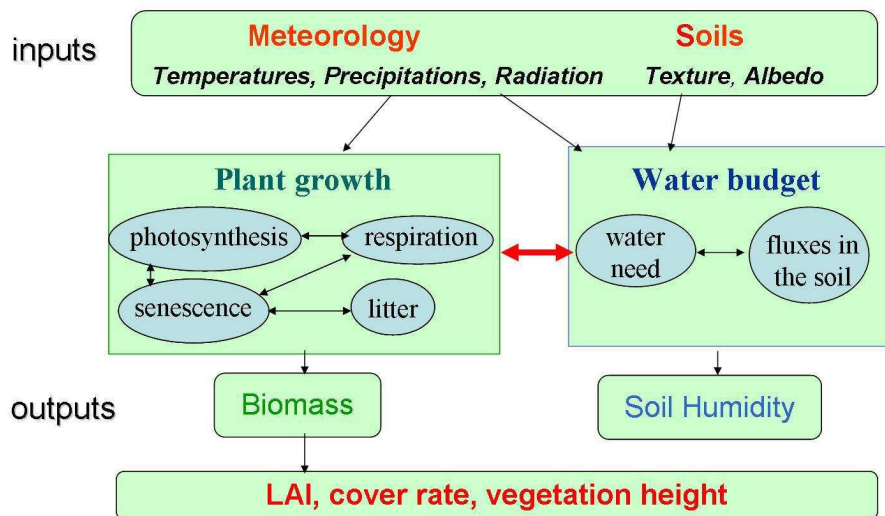 inputs
Meteorology Soils
Temperatures, Precipitations, Radiation Texture, Albedo
Plant growth
photosynthesis
respiration
senescence
litter
Water budget
water
need
fluxes in
the soil
outputs
Biomass
Soil Humidity
LAI, cover rate, vegetation height